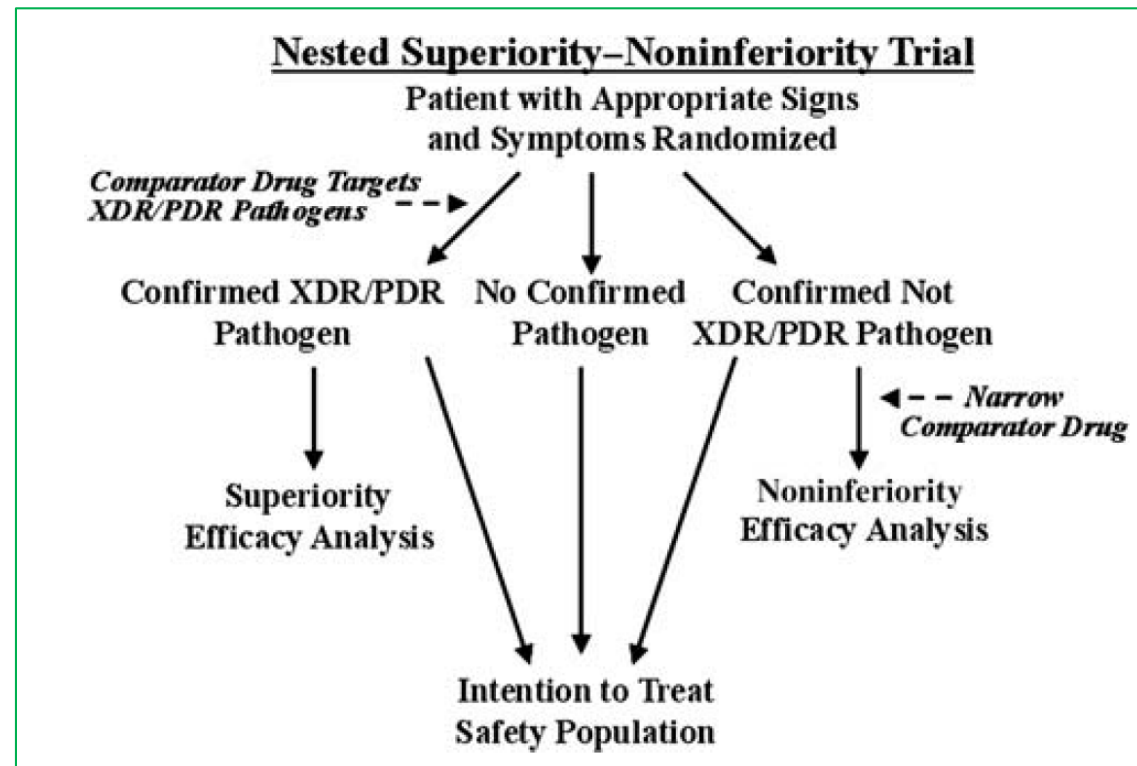 Nested Superiority–Noninferiority Trial
Patient with Appropriate Signs
and Symptoms Randomized
Comparator Drug Targets
XDR/PDR Pathogens
Confirmed XDR/PDR
Pathogen
No Confirmed
Pathogen
Confirmed Not
XDR/PDR Pathogen
Narrow
Comparator Drug
Superiority
Efficacy Analysis
Noninferiority
Efficacy Analysis
Intention to Treat
Safety Population